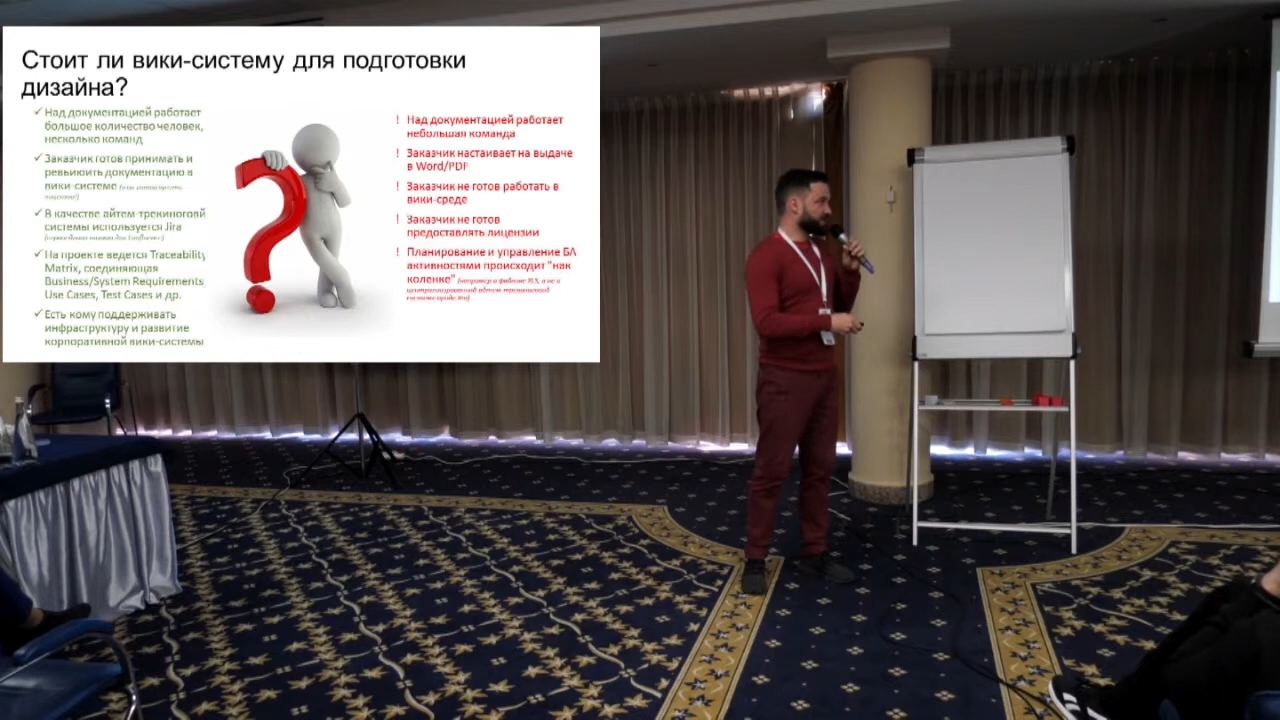 Стоит ли вики-систему для подготовки
дизайна?
Над документацией работает
большое количество человек,
несколько команд
Заказчик готов принимать и
ревьюить документацию в
вики-системе
В качестве айтем-трекиногвой
системы используется Jira
На проекте ведется Traceability
Matrix, соединяющая
Business/System Requirements,
Use Cases, Test Cases и др.
Есть кому поддерживать
инфраструктуру и развитие
корпоративной вики-системы
! Над документацией работает
небольшая команда
! Заказчик настаивает на выдаче
в Word/PDF
! Заказчик не готов работать в
вики-среде
! Заказчик не готов
предоставлять лицензии
! Планирование и управление БА
активностями происходит "на
коленке"